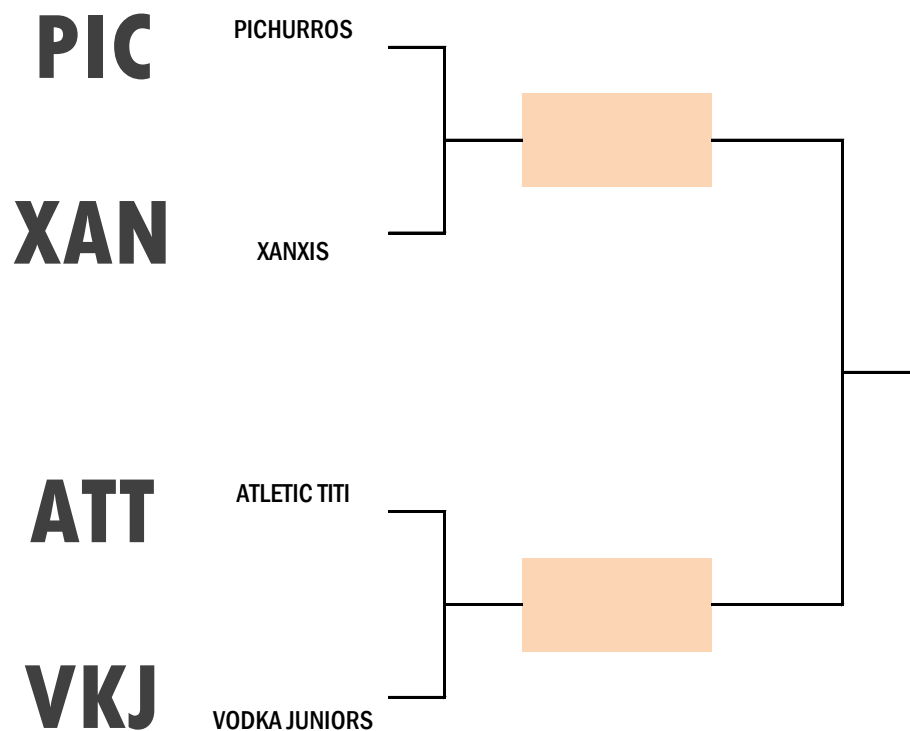 PIC
PICHURROS
XAN
XANXIS
ATT
ATLETIC TITI
VKJ
VODKA JUNIORS